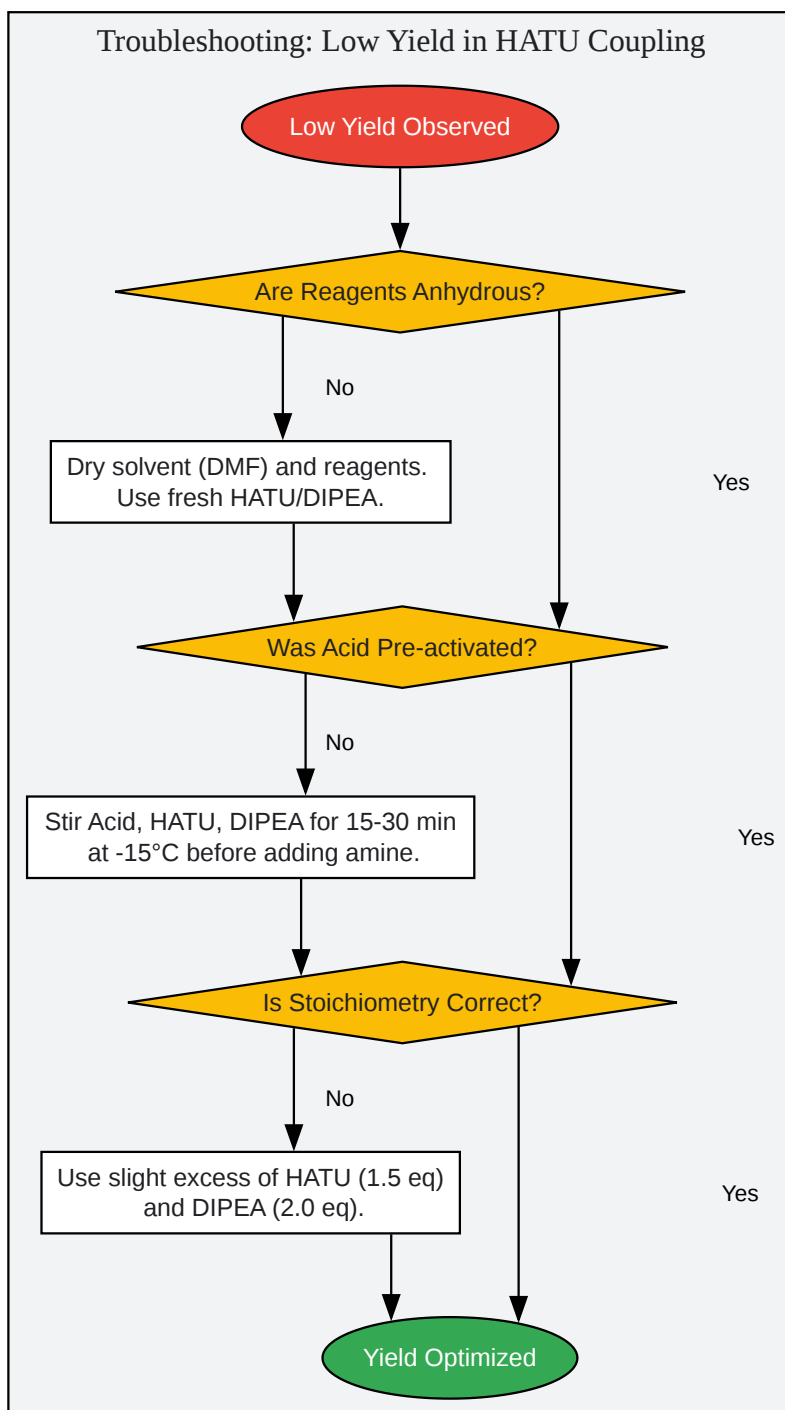 Troubleshooting: Low Yield in HATU Coupling
Low Yield Observed
Are Reagents Anhydrous?
No
Dry solvent (DMF) and reagents.
Use fresh HATU/DIPEA.
Yes
Was Acid Pre-activated?
No
Stir Acid, HATU, DIPEA for 15-30 min
at -15°C before adding amine.
Yes
Is Stoichiometry Correct?
No
Use slight excess of HATU (1.5 eq)
and DIPEA (2.0 eq).
Yes
Yield Optimized